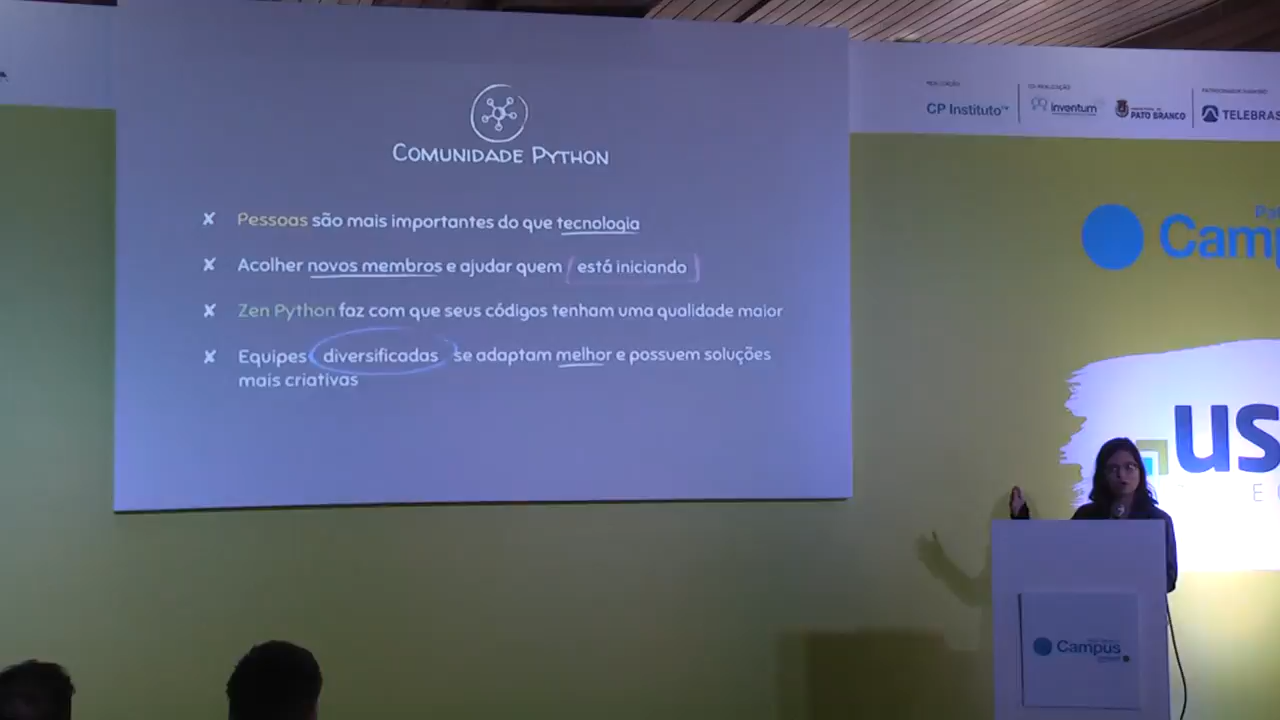 CP Instituto
inventum
PATO BRANCO
TELEBRAS
COMUNIDADE PYTHON
✘ Pessoas são mais importantes do que tecnologia
✘ Acolher novos membros e ajudar quem está iniciando
✘ Zen Python faz com que seus códigos tenham uma qualidade maior
✘ Equipes diversificadas se adaptam melhor e possuem soluções
mais criativas
Camp
us
E
Campus